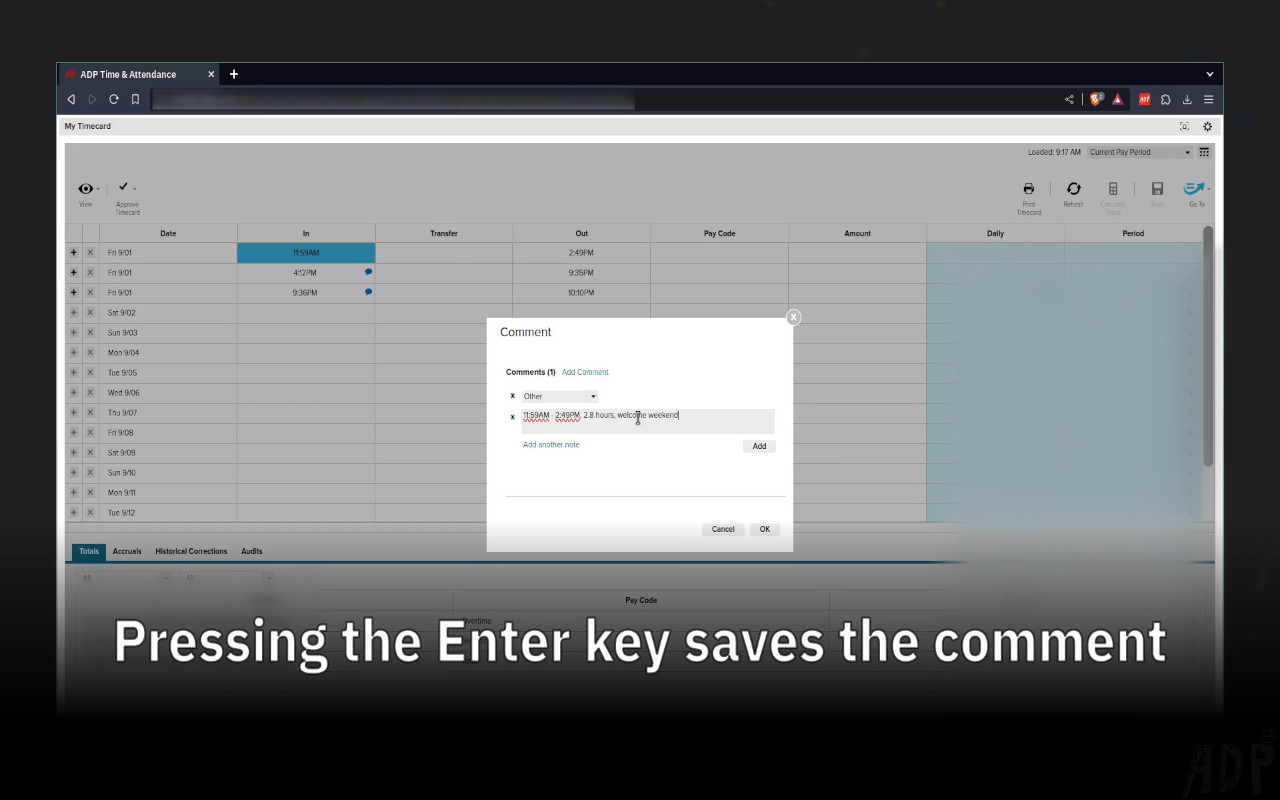 ADP Time & Attendance
My Timecard
Loaded: 9:17 AM Current Pay Period
View Approve Timecard Print Timecard Refresh Calculate Totals Save Go To
Date In Transfer Out Pay Code Amount Daily Period
Fri 9/01 11:59AM 2:49PM
Fri 9/01 4:12PM 9:35PM
Fri 9/01 9:36PM 10:10PM
Sat 9/02
Sun 9/03
Mon 9/04
Tue 9/05
Wed 9/06
Thu 9/07
Fri 9/08
Sat 9/09
Sun 9/10
Mon 9/11
Tue 9/12
X
Comment
Comments (1) Add Comment
x Other
x 11:59AM - 2:49PM, 2.8 hours, welcome weekend
Add another note Add
Cancel OK
Totals Accruals Historical Corrections Audits
All All
Pay Code
Overtime
Pressing the Enter key saves the comment
ADP